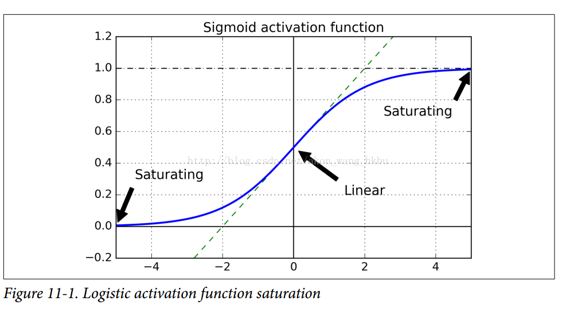 Sigmoid activation function
1.2
1.0
0.8
0.6
0.4
0.2
0.0
−0.2
Saturating
Saturating
Linear
−4
−2
0
2
4
Figure 11-1. Logistic activation function saturation